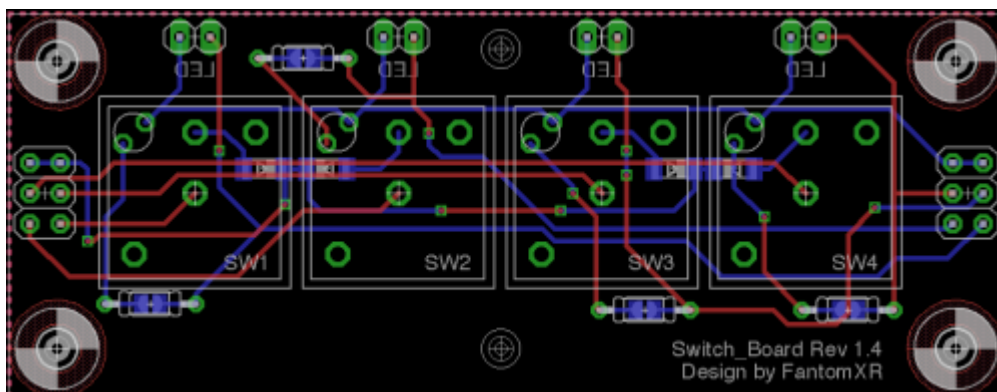 LED
LED
LED
LED
SW1
SW2
SW3
SW4
Switch_Board Rev 1.4
Design by FantomXR